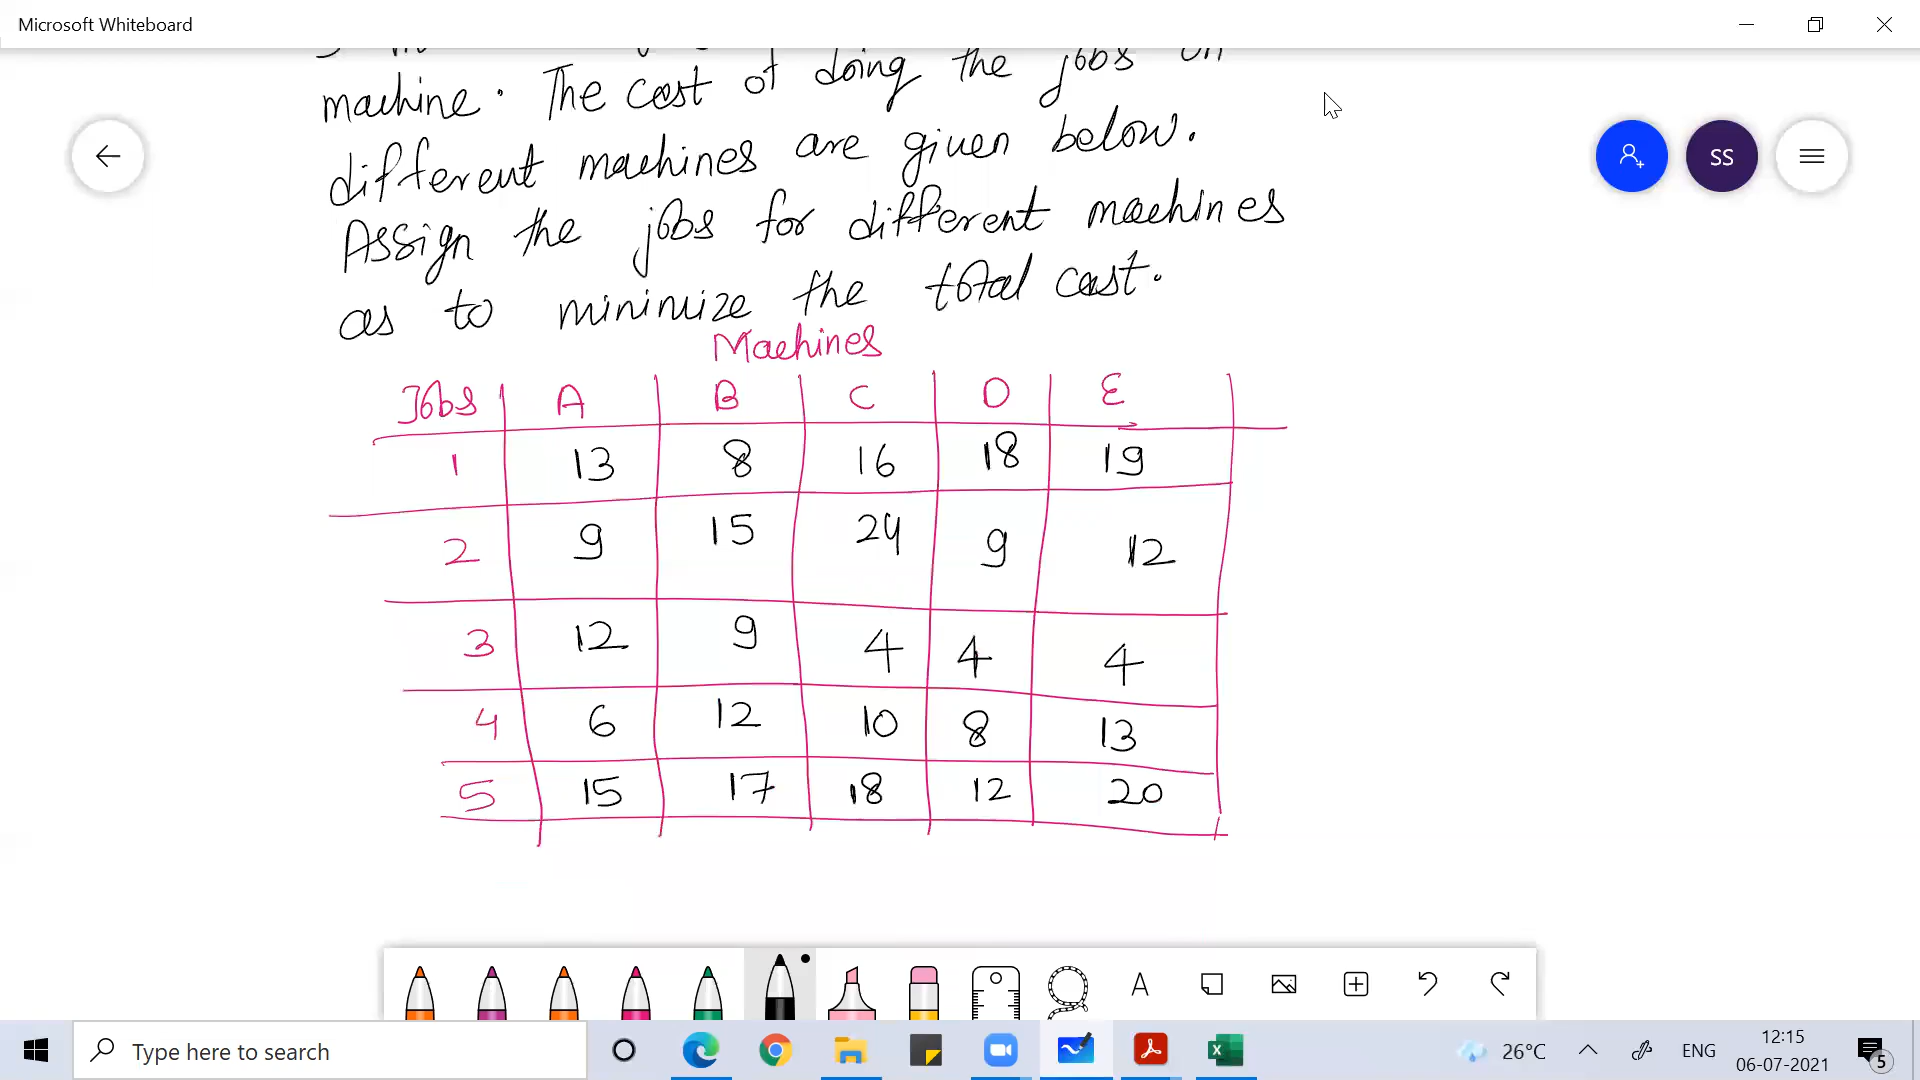 Microsoft Whiteboard
machine. The cost of doing the jobs on
different machines are given below.
Assign the jobs for different machines
as to minimize the total cost.
Machines
Jobs A B C D E
1 13 8 16 18 19
2 9 15 24 9 12
3 12 9 4 4 4
4 6 12 10 8 13
5 15 17 18 12 20
SS
A
Type here to search
26°C
ENG
12:15
06-07-2021
5